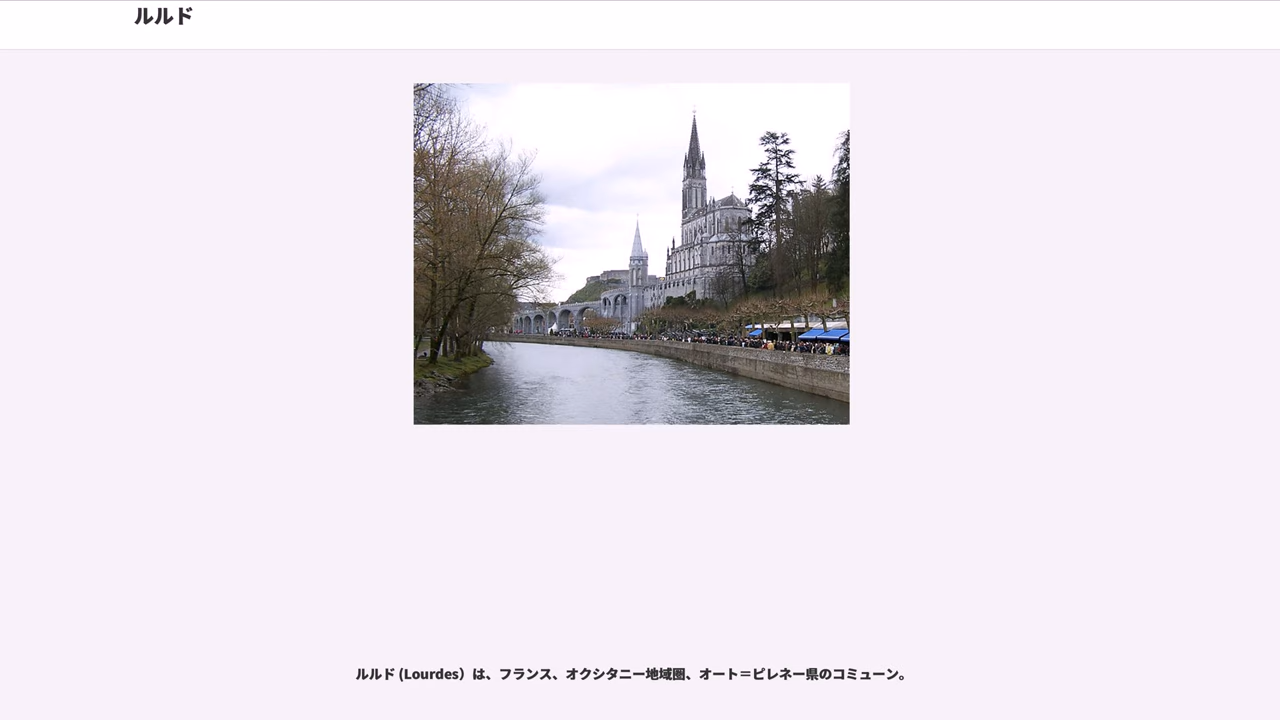 ルルド
ルルド (Lourdes）は、フランス、オクシタニー地域圏、オート＝ピレネー県のコミューン。